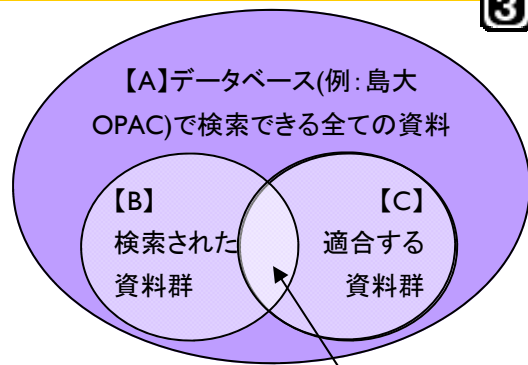 3
【A】データベース(例:島大
OPAC)で検索できる全ての資料
【B】
検索された
資料群
【C】
適合する
資料群